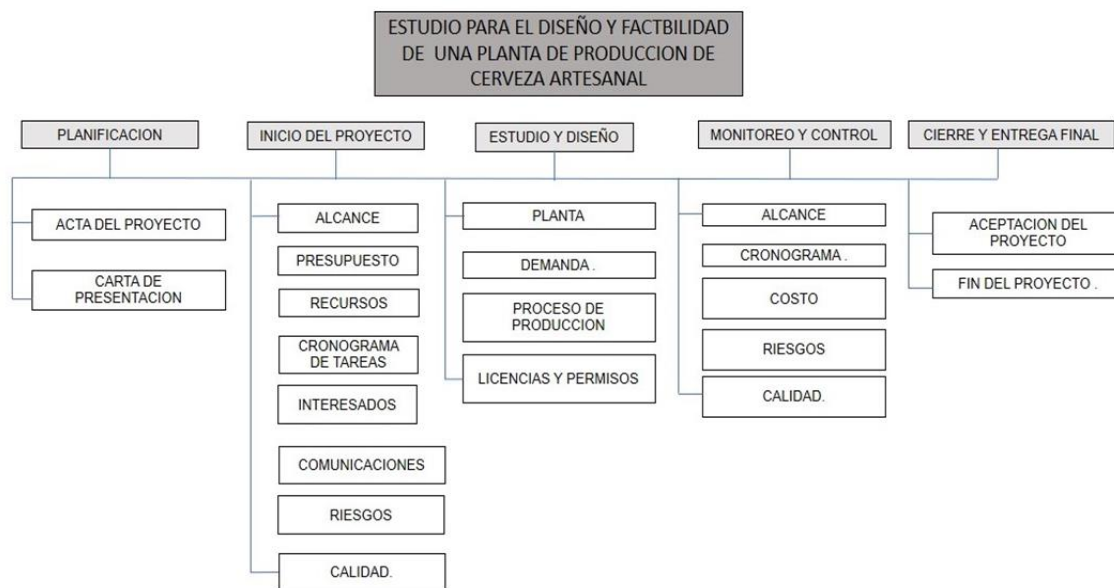 ESTUDIO PARA EL DISEÑO Y FACTBILIDAD
DE UNA PLANTA DE PRODUCCION DE
CERVEZA ARTESANAL
PLANIFICACION
INICIO DEL PROYECTO
ESTUDIO Y DISEÑO
MONITOREO Y CONTROL
CIERRE Y ENTREGA FINAL
ACTA DEL PROYECTO
CARTA DE
PRESENTACION
ALCANCE
PRESUPUESTO
RECURSOS
CRONOGRAMA
DE TAREAS
INTERESADOS
COMUNICACIONES
RIESGOS
CALIDAD.
PLANTA
DEMANDA .
PROCESO DE
PRODUCCION
LICENCIAS Y PERMISOS
ALCANCE
CRONOGRAMA .
COSTO
RIESGOS
CALIDAD.
ACEPTACION DEL
PROYECTO
FIN DEL PROYECTO .